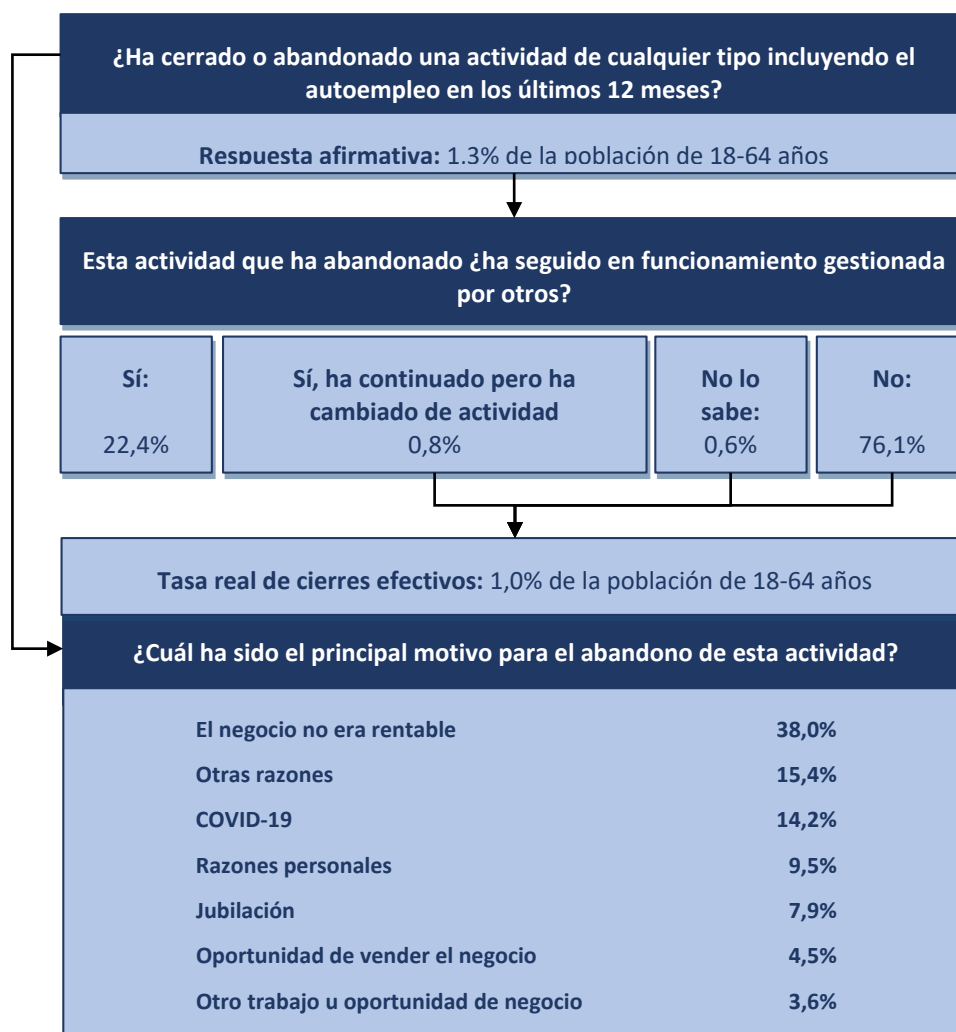 ¿Ha cerrado o abandonado una actividad de cualquier tipo incluyendo el
autoempleo en los últimos 12 meses?
Respuesta afirmativa: 1.3% de la población de 18-64 años
Esta actividad que ha abandonado ¿ha seguido en funcionamiento gestionada
por otros?
Sí:
22,4%
Sí, ha continuado pero ha
cambiado de actividad
0,8%
No lo
sabe:
0,6%
No:
76,1%
Tasa real de cierres efectivos: 1,0% de la población de 18-64 años
¿Cuál ha sido el principal motivo para el abandono de esta actividad?
El negocio no era rentable 38,0%
Otras razones 15,4%
COVID-19 14,2%
Razones personales 9,5%
Jubilación 7,9%
Oportunidad de vender el negocio 4,5%
Otro trabajo u oportunidad de negocio 3,6%